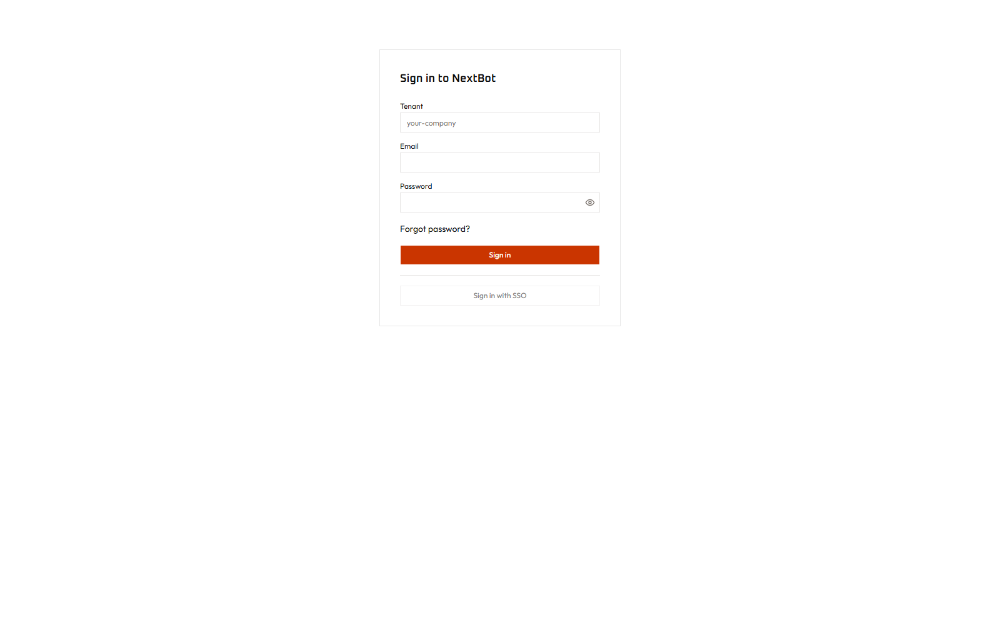 Sign in to NextBot
Tenant
your-company
Email
Password
Forgot password?
Sign in
Sign in with SSO